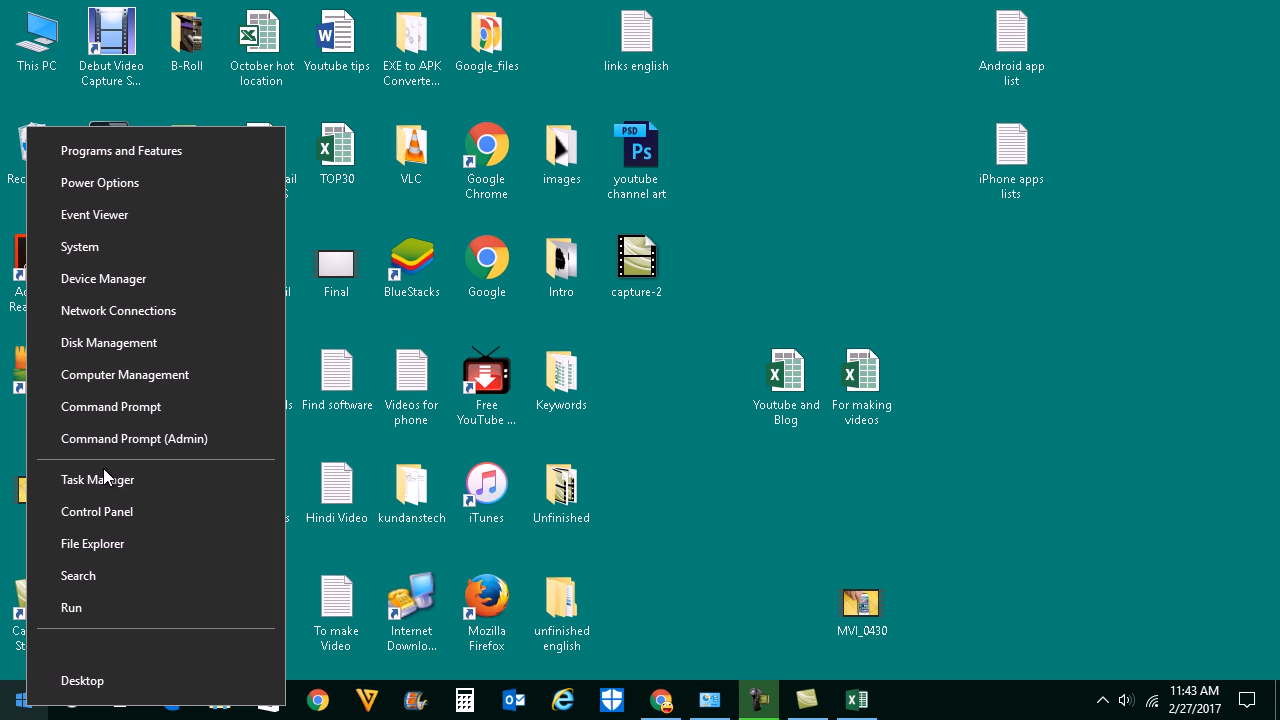 This PC
Debut Video
Capture S...
B-Roll
October hot
location
Youtube tips
EXE to APK
Converte...
Google_files
links english
Android app
list
TOP30
VLC
Google
Chrome
images
PSD
Ps
youtube
channel art
iPhone apps
lists
Final
BlueStacks
Google
Intro
capture-2
Find software
Videos for
phone
Free
YouTube ...
Keywords
Youtube and
Blog
For making
videos
Hindi Video
kundanstech
iTunes
Unfinished
To make
Video
Internet
Downlo...
Mozilla
Firefox
unfinished
english
MVI_0430
Programs and Features
Power Options
Event Viewer
System
Device Manager
Network Connections
Disk Management
Computer Management
Command Prompt
Command Prompt (Admin)
Task Manager
Control Panel
File Explorer
Search
Run
Desktop
11:43 AM
2/27/2017